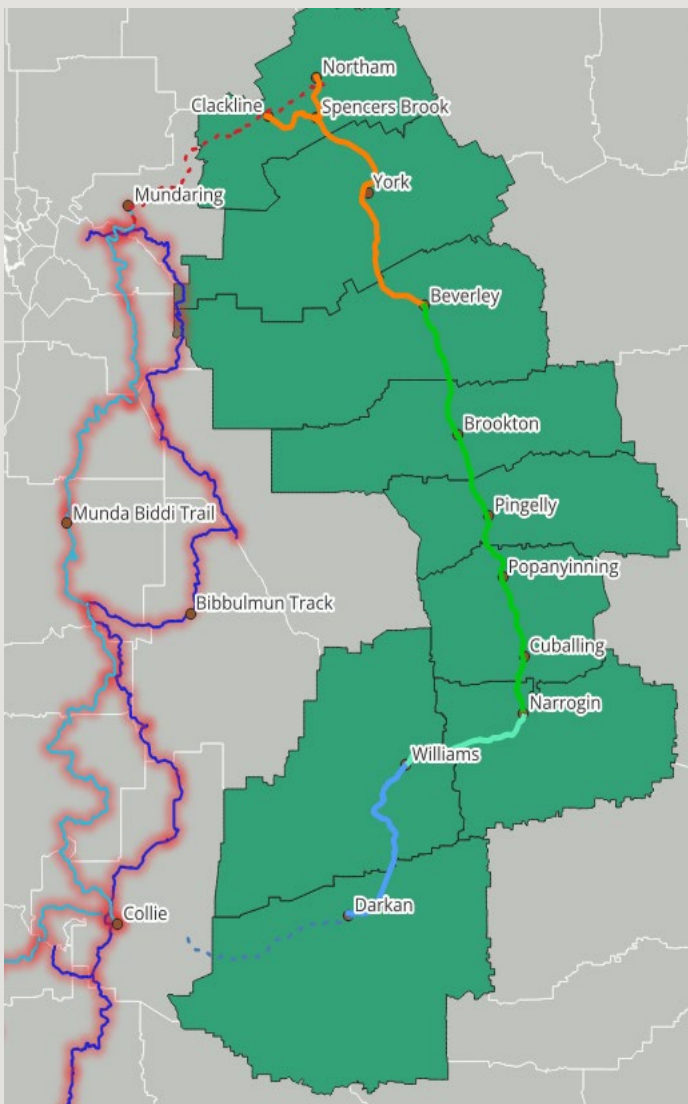 Northam
Clackline
Spencers Brook
York
Mundaring
Beverley
Brookton
Pingelly
Munda Biddi Trail
Popanyinning
Bibbulmun Track
Cuballing
Narrogin
Williams
Darkan
Collie